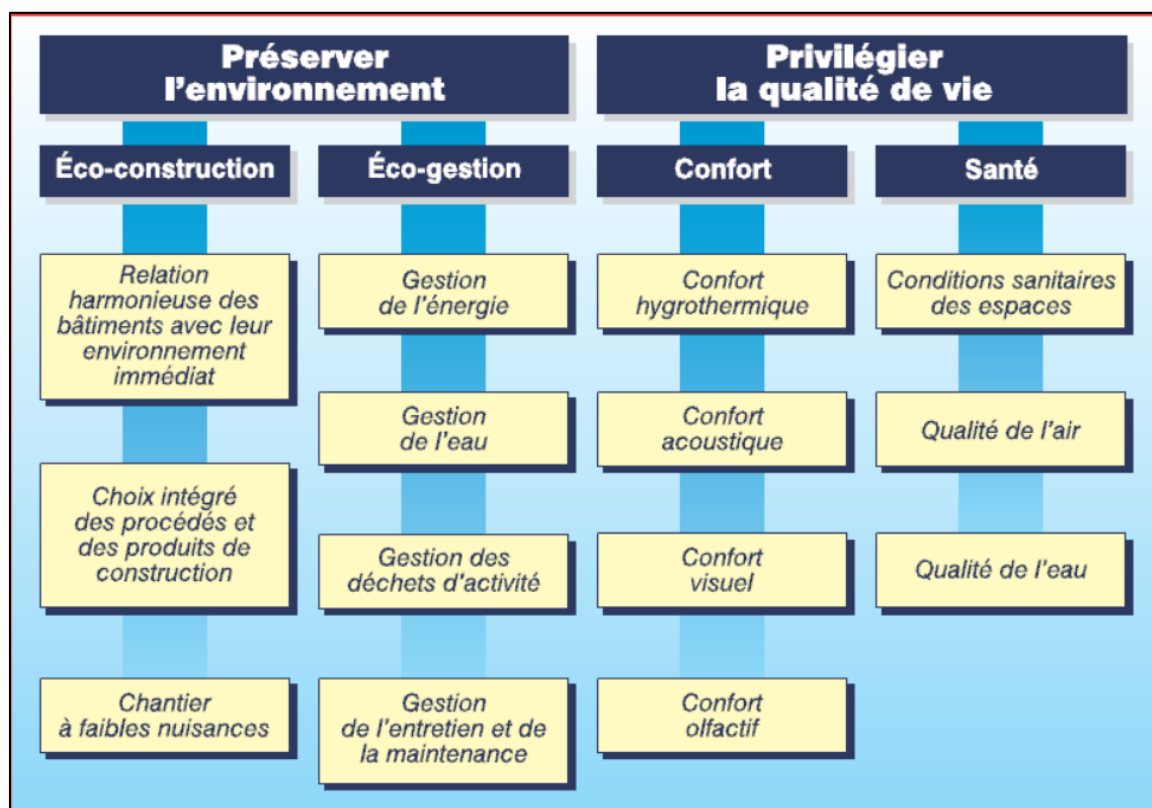 Préserver
l'environnement
Privilégier
la qualité de vie
Éco-construction
Éco-gestion
Confort
Santé
Relation
harmonieuse des
bâtiments avec leur
environnement
immédiat
Choix intégré
des procédés et
des produits de
construction
Chantier
à faibles nuisances
Gestion
de l'énergie
Gestion
de l'eau
Gestion des
déchets d'activité
Gestion
de l'entretien et de
la maintenance
Confort
hygrothermique
Confort
acoustique
Confort
visuel
Confort
olfactif
Conditions sanitaires
des espaces
Qualité de l'air
Qualité de l'eau